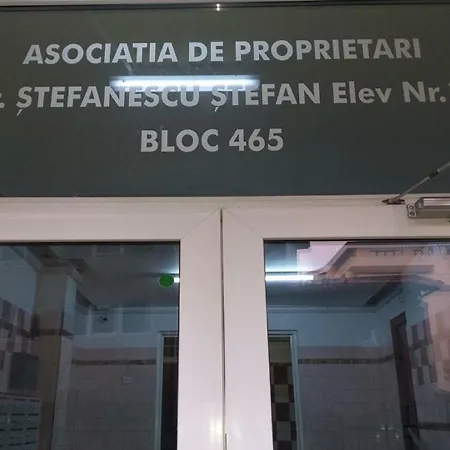 ASOCIATIA DE PROPRIETARI
ȘTEFANESCU ȘTEFAN Elev Nr.
BLOC 465